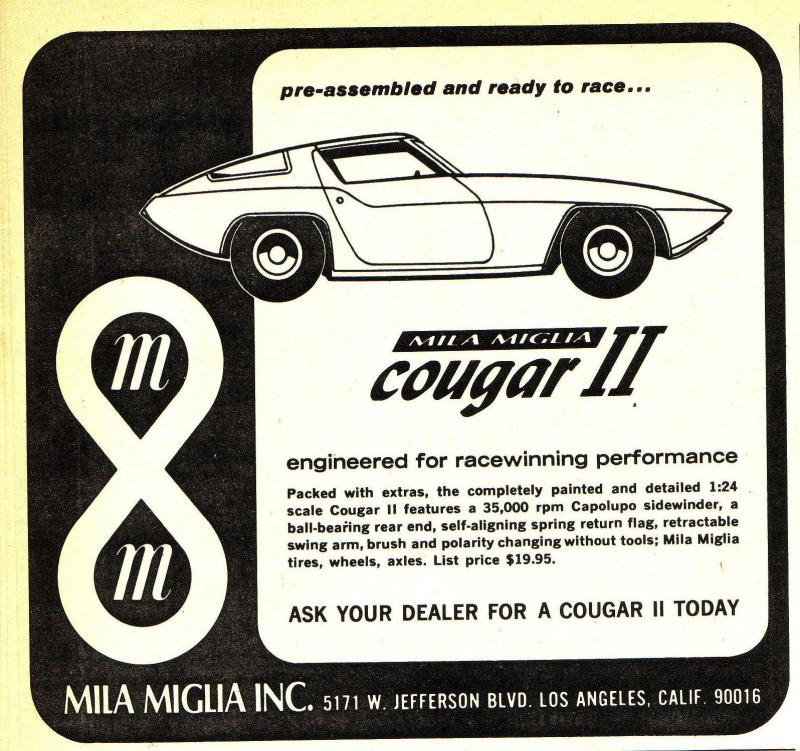 pre-assembled and ready to race...
m
m
MILA MIGLIA
cougar II
engineered for racewinning performance
Packed with extras, the completely painted and detailed 1:24
scale Cougar II features a 35,000 rpm Capolupo sidewinder, a
ball-bearing rear end, self-aligning spring return flag, retractable
swing arm, brush and polarity changing without tools; Mila Miglia
tires, wheels, axles. List price $19.95.
ASK YOUR DEALER FOR A COUGAR II TODAY
MILA MIGLIA INC. 5171 W. JEFFERSON BLVD. LOS ANGELES, CALIF. 90016